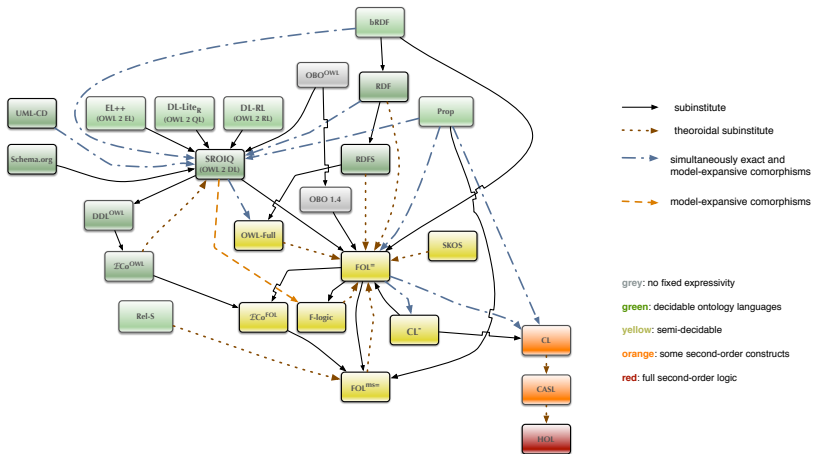 bRDF
OBO^OWL
RDF
EL++
(OWL 2 EL)
DL-Lite_R
(OWL 2 QL)
DL-RL
(OWL 2 RL)
Prop
UML-CD
Schema.org
SROIQ
(OWL 2 DL)
RDFS
OBO 1.4
DDL^OWL
OWL-Full
SKOS
ECo^OWL
FOL^=
Rel-S
ECo^FOL
F-logic
CL^-
CL
FOL^ms=
CASL
HOL
subinstitute
theoroidal subinstitute
simultaneously exact and
model-expansive comorphisms
model-expansive comorphisms
grey: no fixed expressivity
green: decidable ontology languages
yellow: semi-decidable
orange: some second-order constructs
red: full second-order logic